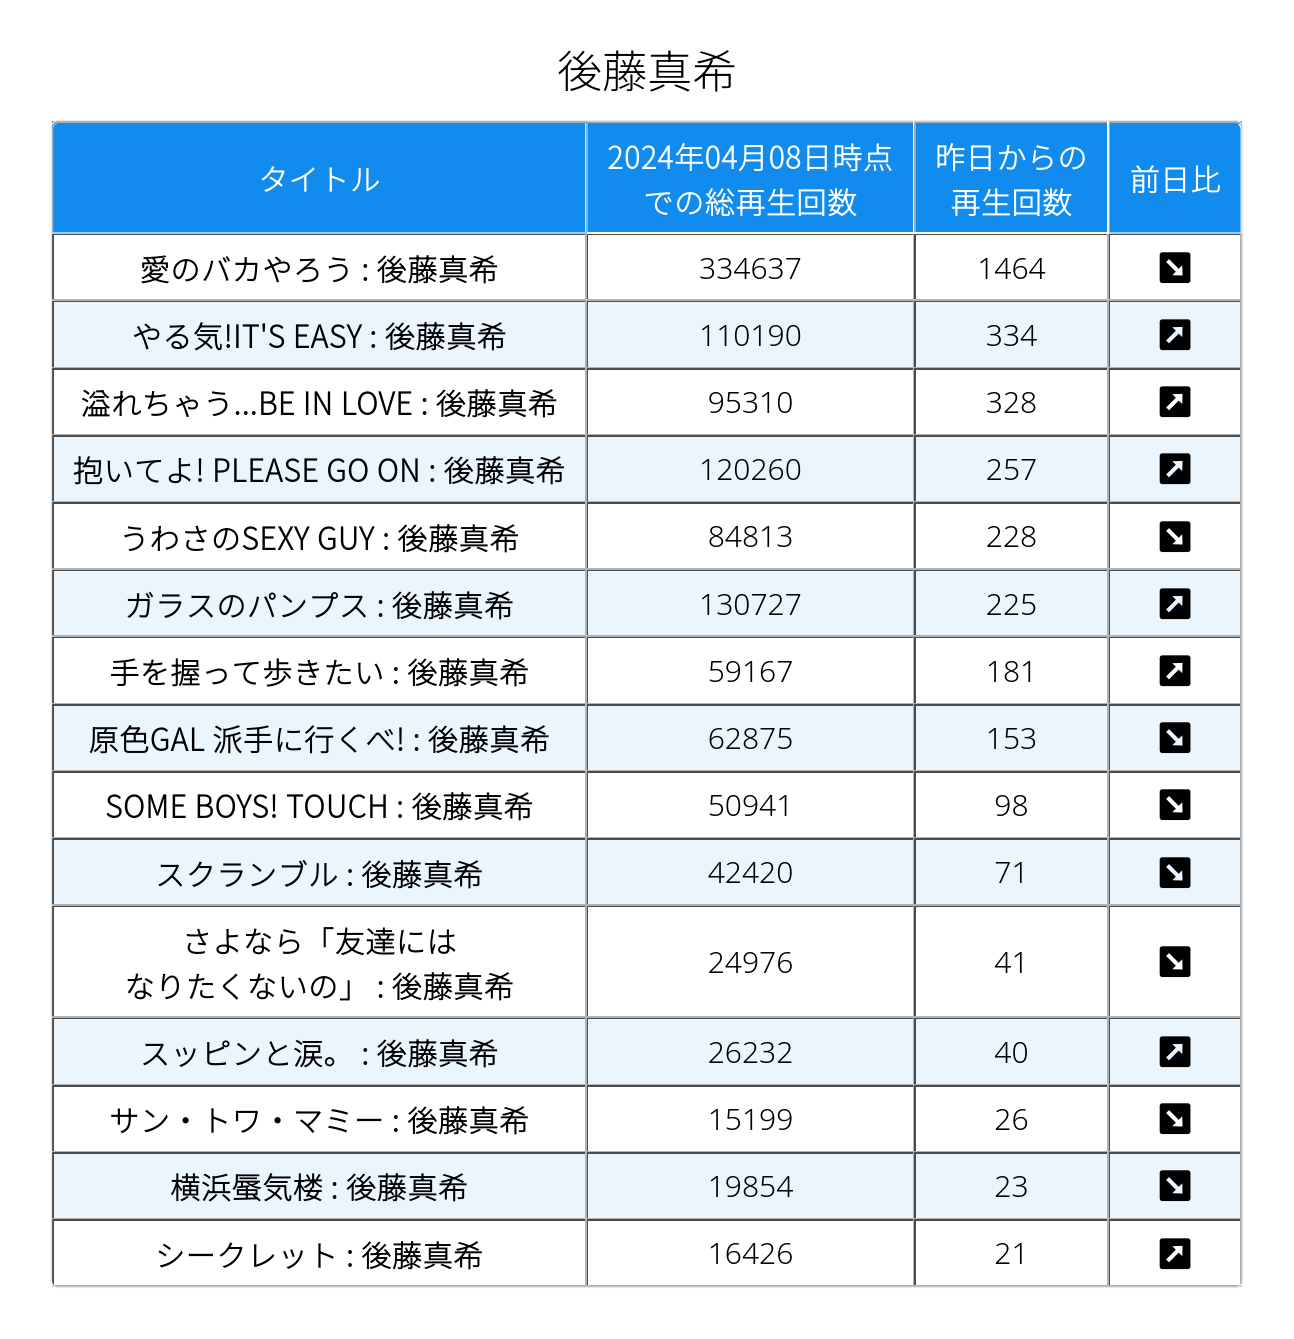 後藤真希
タイトル
2024年04月08日時点
での総再生回数
昨日からの
再生回数
前日比
愛のバカやろう : 後藤真希 334637 1464 ↘
やる気!IT'S EASY : 後藤真希 110190 334 ↗
溢れちゃう...BE IN LOVE : 後藤真希 95310 328 ↗
抱いてよ! PLEASE GO ON : 後藤真希 120260 257 ↗
うわさのSEXY GUY : 後藤真希 84813 228 ↘
ガラスのパンプス : 後藤真希 130727 225 ↗
手を握って歩きたい : 後藤真希 59167 181 ↗
原色GAL 派手に行くべ! : 後藤真希 62875 153 ↘
SOME BOYS! TOUCH : 後藤真希 50941 98 ↘
スクランブル : 後藤真希 42420 71 ↘
さよなら「友達には
なりたくないの」 : 後藤真希 24976 41 ↘
スッピンと涙。 : 後藤真希 26232 40 ↗
サン・トワ・マミー : 後藤真希 15199 26 ↘
横浜蜃気楼 : 後藤真希 19854 23 ↘
シークレット : 後藤真希 16426 21 ↗